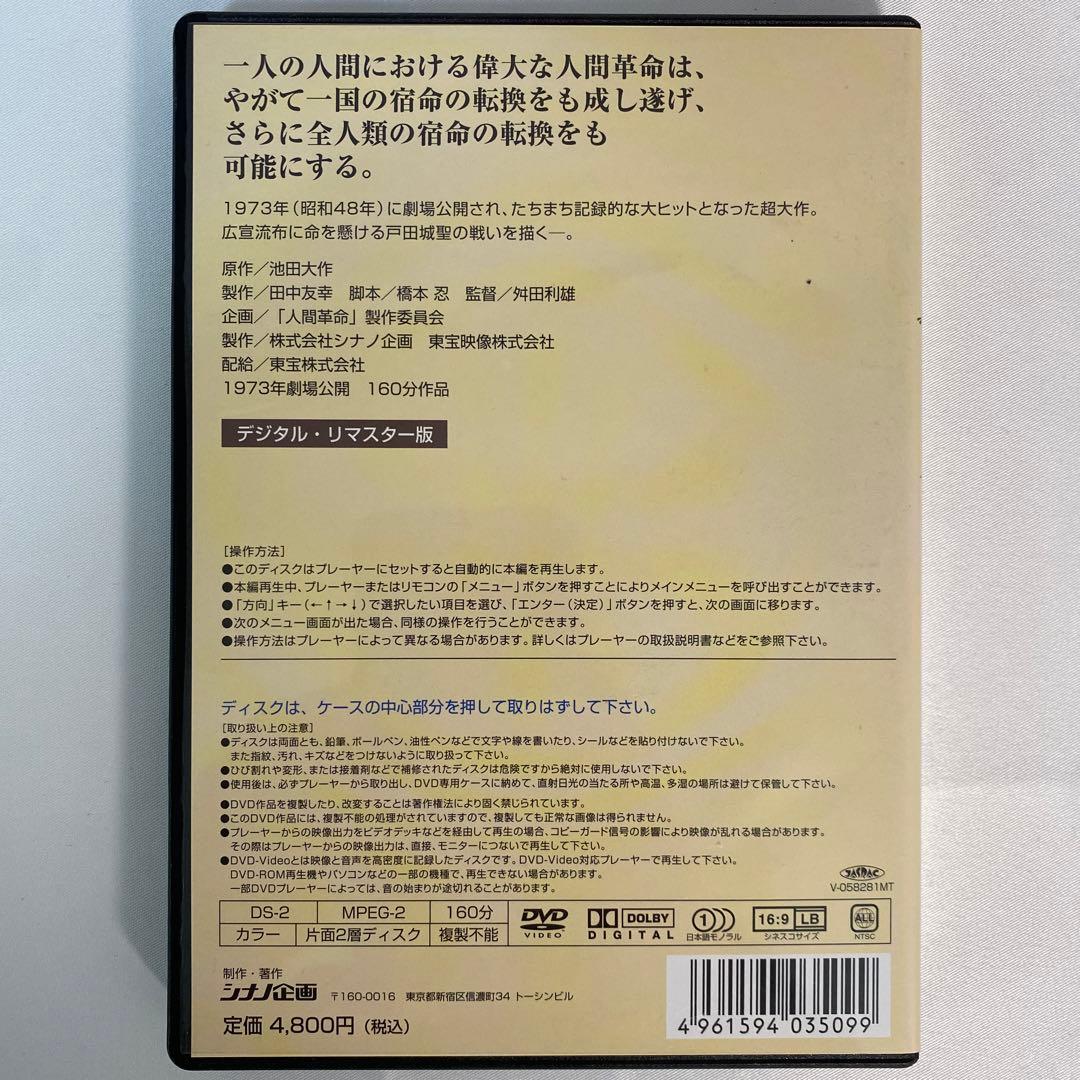 一人の人間における偉大な人間革命は、
やがて一国の宿命の転換をも成し遂げ、
さらに全人類の宿命の転換をも
可能にする。
1973年(昭和48年)に劇場公開され、たちまち記録的な大ヒットとなった超大作。
広宣流布に命を懸ける戸田城聖の戦いを描く―。
原作／池田大作
製作／田中友幸 脚本／橋本 忍 監督／舛田利雄
企画／「人間革命」製作委員会
製作／株式会社シナノ企画 東宝映像株式会社
配給／東宝株式会社
1973年劇場公開 160分作品
デジタル・リマスター版
[操作方法]
●このディスクはプレーヤーにセットすると自動的に本編を再生します。
●本編再生中、プレーヤーまたはリモコンの「メニュー」ボタンを押すことによりメインメニューを呼び出すことができます。
●「方向」キー(←↑→↓)で選択したい項目を選び、「エンター(決定)」ボタンを押すと、次の画面に移ります。
●次のメニュー画面が出た場合、同様の操作を行うことができます。
●操作方法はプレーヤーによって異なる場合があります。詳しくはプレーヤーの取扱説明書などをご参照下さい。
ディスクは、ケースの中心部分を押して取りはずして下さい。
[取り扱い上の注意]
●ディスクは両面とも、鉛筆、ボールペン、油性ペンなどで文字や線を書いたり、シールなどを貼り付けないで下さい。
また指紋、汚れ、キズなどをつけないように取り扱って下さい。
●ひび割れや変形、または接着剤などで補修されたディスクは危険ですから絶対に使用しないで下さい。
●使用後は、必ずプレーヤーから取り出し、DVD専用ケースに納めて、直射日光の当たる所や高温、多湿の場所は避けて保管して下さい。
●DVD作品を複製したり、改変することは著作権法により固く禁じられています。
●このDVD作品には、複製不能の処理がされていますので、複製しても正常な画像は得られません。
●プレーヤーからの映像出力をビデオデッキなどを経由して再生の場合、コピーガード信号の影響により映像が乱れる場合があります。
その際はプレーヤーからの映像出力は、直接、モニターにつないで再生して下さい。
●DVD-Videoとは映像と音声を高密度に記録したディスクです。DVD-Video対応プレーヤーで再生して下さい。
DVD-ROM再生機やパソコンなどの一部の機種で、再生できない場合があります。
一部DVDプレーヤーによっては、音の始まりが途切れることがあります。
JASRAC
V-058281MT
DS-2 MPEG-2 160分
カラー 片面2層ディスク 複製不能
DVD VIDEO
DOLBY DIGITAL
1 日本語モノラル
16:9 LB シネスコサイズ
ALL NTSC
制作・著作
シナノ企画 〒160-0016 東京都新宿区信濃町34 トーシンビル
定価 4,800円(税込)
4 961594 035099